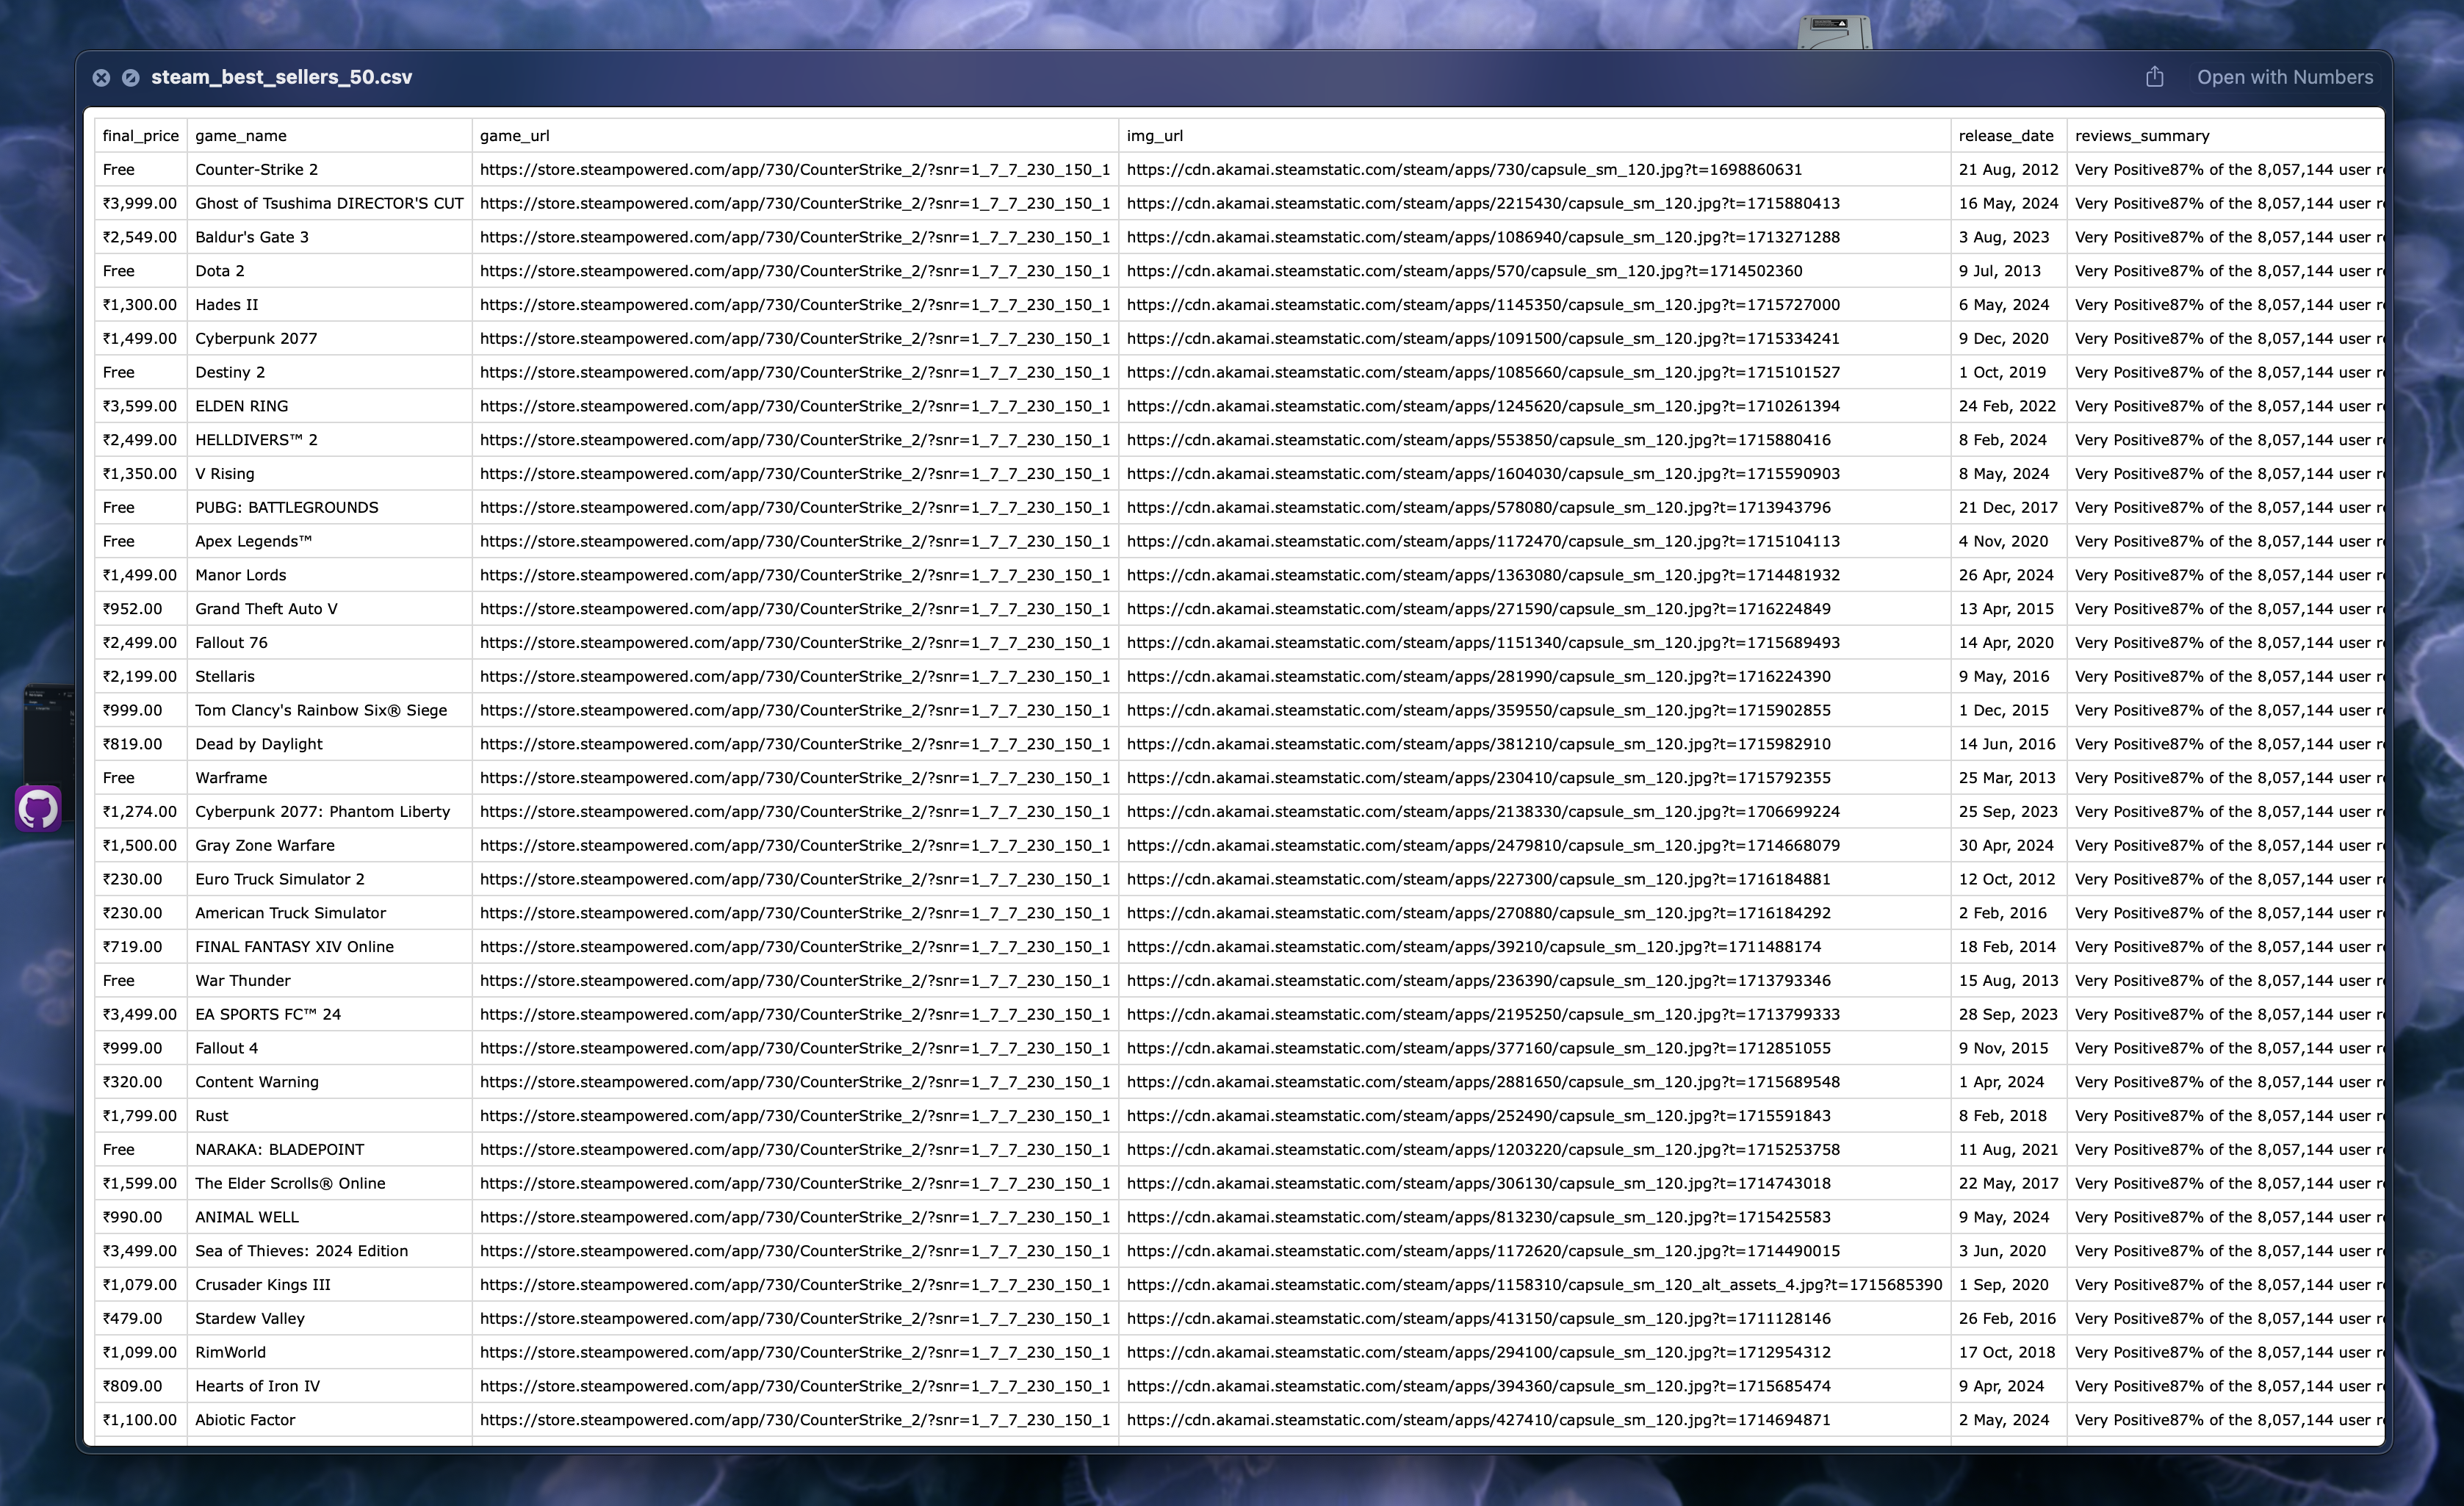 steam_best_sellers_50.csv Open with Numbers
final_price game_name game_url img_url release_date reviews_summary
Free Counter-Strike 2 https://store.steampowered.com/app/730/CounterStrike_2/?snr=1_7_7_230_150_1 https://cdn.akamai.steamstatic.com/steam/apps/730/capsule_sm_120.jpg?t=1698860631 21 Aug, 2012 Very Positive87% of the 8,057,144 user
₹3,999.00 Ghost of Tsushima DIRECTOR'S CUT https://store.steampowered.com/app/730/CounterStrike_2/?snr=1_7_7_230_150_1 https://cdn.akamai.steamstatic.com/steam/apps/2215430/capsule_sm_120.jpg?t=1715880413 16 May, 2024 Very Positive87% of the 8,057,144 user
₹2,549.00 Baldur's Gate 3 https://store.steampowered.com/app/730/CounterStrike_2/?snr=1_7_7_230_150_1 https://cdn.akamai.steamstatic.com/steam/apps/1086940/capsule_sm_120.jpg?t=1713271288 3 Aug, 2023 Very Positive87% of the 8,057,144 user
Free Dota 2 https://store.steampowered.com/app/730/CounterStrike_2/?snr=1_7_7_230_150_1 https://cdn.akamai.steamstatic.com/steam/apps/570/capsule_sm_120.jpg?t=1714502360 9 Jul, 2013 Very Positive87% of the 8,057,144 user
₹1,300.00 Hades II https://store.steampowered.com/app/730/CounterStrike_2/?snr=1_7_7_230_150_1 https://cdn.akamai.steamstatic.com/steam/apps/1145350/capsule_sm_120.jpg?t=1715727000 6 May, 2024 Very Positive87% of the 8,057,144 user
₹1,499.00 Cyberpunk 2077 https://store.steampowered.com/app/730/CounterStrike_2/?snr=1_7_7_230_150_1 https://cdn.akamai.steamstatic.com/steam/apps/1091500/capsule_sm_120.jpg?t=1715334241 9 Dec, 2020 Very Positive87% of the 8,057,144 user
Free Destiny 2 https://store.steampowered.com/app/730/CounterStrike_2/?snr=1_7_7_230_150_1 https://cdn.akamai.steamstatic.com/steam/apps/1085660/capsule_sm_120.jpg?t=1715101527 1 Oct, 2019 Very Positive87% of the 8,057,144 user
₹3,599.00 ELDEN RING https://store.steampowered.com/app/730/CounterStrike_2/?snr=1_7_7_230_150_1 https://cdn.akamai.steamstatic.com/steam/apps/1245620/capsule_sm_120.jpg?t=1710261394 24 Feb, 2022 Very Positive87% of the 8,057,144 user
₹2,499.00 HELLDIVERS™ 2 https://store.steampowered.com/app/730/CounterStrike_2/?snr=1_7_7_230_150_1 https://cdn.akamai.steamstatic.com/steam/apps/553850/capsule_sm_120.jpg?t=1715880416 8 Feb, 2024 Very Positive87% of the 8,057,144 user
₹1,350.00 V Rising https://store.steampowered.com/app/730/CounterStrike_2/?snr=1_7_7_230_150_1 https://cdn.akamai.steamstatic.com/steam/apps/1604030/capsule_sm_120.jpg?t=1715590903 8 May, 2024 Very Positive87% of the 8,057,144 user
Free PUBG: BATTLEGROUNDS https://store.steampowered.com/app/730/CounterStrike_2/?snr=1_7_7_230_150_1 https://cdn.akamai.steamstatic.com/steam/apps/578080/capsule_sm_120.jpg?t=1713943796 21 Dec, 2017 Very Positive87% of the 8,057,144 user
Free Apex Legends™ https://store.steampowered.com/app/730/CounterStrike_2/?snr=1_7_7_230_150_1 https://cdn.akamai.steamstatic.com/steam/apps/1172470/capsule_sm_120.jpg?t=1715104113 4 Nov, 2020 Very Positive87% of the 8,057,144 user
₹1,499.00 Manor Lords https://store.steampowered.com/app/730/CounterStrike_2/?snr=1_7_7_230_150_1 https://cdn.akamai.steamstatic.com/steam/apps/1363080/capsule_sm_120.jpg?t=1714481932 26 Apr, 2024 Very Positive87% of the 8,057,144 user
₹952.00 Grand Theft Auto V https://store.steampowered.com/app/730/CounterStrike_2/?snr=1_7_7_230_150_1 https://cdn.akamai.steamstatic.com/steam/apps/271590/capsule_sm_120.jpg?t=1716224849 13 Apr, 2015 Very Positive87% of the 8,057,144 user
₹2,499.00 Fallout 76 https://store.steampowered.com/app/730/CounterStrike_2/?snr=1_7_7_230_150_1 https://cdn.akamai.steamstatic.com/steam/apps/1151340/capsule_sm_120.jpg?t=1715689493 14 Apr, 2020 Very Positive87% of the 8,057,144 user
₹2,199.00 Stellaris https://store.steampowered.com/app/730/CounterStrike_2/?snr=1_7_7_230_150_1 https://cdn.akamai.steamstatic.com/steam/apps/281990/capsule_sm_120.jpg?t=1716224390 9 May, 2016 Very Positive87% of the 8,057,144 user
₹999.00 Tom Clancy's Rainbow Six® Siege https://store.steampowered.com/app/730/CounterStrike_2/?snr=1_7_7_230_150_1 https://cdn.akamai.steamstatic.com/steam/apps/359550/capsule_sm_120.jpg?t=1715902855 1 Dec, 2015 Very Positive87% of the 8,057,144 user
₹819.00 Dead by Daylight https://store.steampowered.com/app/730/CounterStrike_2/?snr=1_7_7_230_150_1 https://cdn.akamai.steamstatic.com/steam/apps/381210/capsule_sm_120.jpg?t=1715982910 14 Jun, 2016 Very Positive87% of the 8,057,144 user
Free Warframe https://store.steampowered.com/app/730/CounterStrike_2/?snr=1_7_7_230_150_1 https://cdn.akamai.steamstatic.com/steam/apps/230410/capsule_sm_120.jpg?t=1715792355 25 Mar, 2013 Very Positive87% of the 8,057,144 user
₹1,274.00 Cyberpunk 2077: Phantom Liberty https://store.steampowered.com/app/730/CounterStrike_2/?snr=1_7_7_230_150_1 https://cdn.akamai.steamstatic.com/steam/apps/2138330/capsule_sm_120.jpg?t=1706699224 25 Sep, 2023 Very Positive87% of the 8,057,144 user
₹1,500.00 Gray Zone Warfare https://store.steampowered.com/app/730/CounterStrike_2/?snr=1_7_7_230_150_1 https://cdn.akamai.steamstatic.com/steam/apps/2479810/capsule_sm_120.jpg?t=1714668079 30 Apr, 2024 Very Positive87% of the 8,057,144 user
₹230.00 Euro Truck Simulator 2 https://store.steampowered.com/app/730/CounterStrike_2/?snr=1_7_7_230_150_1 https://cdn.akamai.steamstatic.com/steam/apps/227300/capsule_sm_120.jpg?t=1716184881 12 Oct, 2012 Very Positive87% of the 8,057,144 user
₹230.00 American Truck Simulator https://store.steampowered.com/app/730/CounterStrike_2/?snr=1_7_7_230_150_1 https://cdn.akamai.steamstatic.com/steam/apps/270880/capsule_sm_120.jpg?t=1716184292 2 Feb, 2016 Very Positive87% of the 8,057,144 user
₹719.00 FINAL FANTASY XIV Online https://store.steampowered.com/app/730/CounterStrike_2/?snr=1_7_7_230_150_1 https://cdn.akamai.steamstatic.com/steam/apps/39210/capsule_sm_120.jpg?t=1711488174 18 Feb, 2014 Very Positive87% of the 8,057,144 user
Free War Thunder https://store.steampowered.com/app/730/CounterStrike_2/?snr=1_7_7_230_150_1 https://cdn.akamai.steamstatic.com/steam/apps/236390/capsule_sm_120.jpg?t=1713793346 15 Aug, 2013 Very Positive87% of the 8,057,144 user
₹3,499.00 EA SPORTS FC™ 24 https://store.steampowered.com/app/730/CounterStrike_2/?snr=1_7_7_230_150_1 https://cdn.akamai.steamstatic.com/steam/apps/2195250/capsule_sm_120.jpg?t=1713799333 28 Sep, 2023 Very Positive87% of the 8,057,144 user
₹999.00 Fallout 4 https://store.steampowered.com/app/730/CounterStrike_2/?snr=1_7_7_230_150_1 https://cdn.akamai.steamstatic.com/steam/apps/377160/capsule_sm_120.jpg?t=1712851055 9 Nov, 2015 Very Positive87% of the 8,057,144 user
₹320.00 Content Warning https://store.steampowered.com/app/730/CounterStrike_2/?snr=1_7_7_230_150_1 https://cdn.akamai.steamstatic.com/steam/apps/2881650/capsule_sm_120.jpg?t=1715689548 1 Apr, 2024 Very Positive87% of the 8,057,144 user
₹1,799.00 Rust https://store.steampowered.com/app/730/CounterStrike_2/?snr=1_7_7_230_150_1 https://cdn.akamai.steamstatic.com/steam/apps/252490/capsule_sm_120.jpg?t=1715591843 8 Feb, 2018 Very Positive87% of the 8,057,144 user
Free NARAKA: BLADEPOINT https://store.steampowered.com/app/730/CounterStrike_2/?snr=1_7_7_230_150_1 https://cdn.akamai.steamstatic.com/steam/apps/1203220/capsule_sm_120.jpg?t=1715253758 11 Aug, 2021 Very Positive87% of the 8,057,144 user
₹1,599.00 The Elder Scrolls® Online https://store.steampowered.com/app/730/CounterStrike_2/?snr=1_7_7_230_150_1 https://cdn.akamai.steamstatic.com/steam/apps/306130/capsule_sm_120.jpg?t=1714743018 22 May, 2017 Very Positive87% of the 8,057,144 user
₹990.00 ANIMAL WELL https://store.steampowered.com/app/730/CounterStrike_2/?snr=1_7_7_230_150_1 https://cdn.akamai.steamstatic.com/steam/apps/813230/capsule_sm_120.jpg?t=1715425583 9 May, 2024 Very Positive87% of the 8,057,144 user
₹3,499.00 Sea of Thieves: 2024 Edition https://store.steampowered.com/app/730/CounterStrike_2/?snr=1_7_7_230_150_1 https://cdn.akamai.steamstatic.com/steam/apps/1172620/capsule_sm_120.jpg?t=1714490015 3 Jun, 2020 Very Positive87% of the 8,057,144 user
₹1,079.00 Crusader Kings III https://store.steampowered.com/app/730/CounterStrike_2/?snr=1_7_7_230_150_1 https://cdn.akamai.steamstatic.com/steam/apps/1158310/capsule_sm_120_alt_assets_4.jpg?t=1715685390 1 Sep, 2020 Very Positive87% of the 8,057,144 user
₹479.00 Stardew Valley https://store.steampowered.com/app/730/CounterStrike_2/?snr=1_7_7_230_150_1 https://cdn.akamai.steamstatic.com/steam/apps/413150/capsule_sm_120.jpg?t=1711128146 26 Feb, 2016 Very Positive87% of the 8,057,144 user
₹1,099.00 RimWorld https://store.steampowered.com/app/730/CounterStrike_2/?snr=1_7_7_230_150_1 https://cdn.akamai.steamstatic.com/steam/apps/294100/capsule_sm_120.jpg?t=1712954312 17 Oct, 2018 Very Positive87% of the 8,057,144 user
₹809.00 Hearts of Iron IV https://store.steampowered.com/app/730/CounterStrike_2/?snr=1_7_7_230_150_1 https://cdn.akamai.steamstatic.com/steam/apps/394360/capsule_sm_120.jpg?t=1715685474 9 Apr, 2024 Very Positive87% of the 8,057,144 user
₹1,100.00 Abiotic Factor https://store.steampowered.com/app/730/CounterStrike_2/?snr=1_7_7_230_150_1 https://cdn.akamai.steamstatic.com/steam/apps/427410/capsule_sm_120.jpg?t=1714694871 2 May, 2024 Very Positive87% of the 8,057,144 user